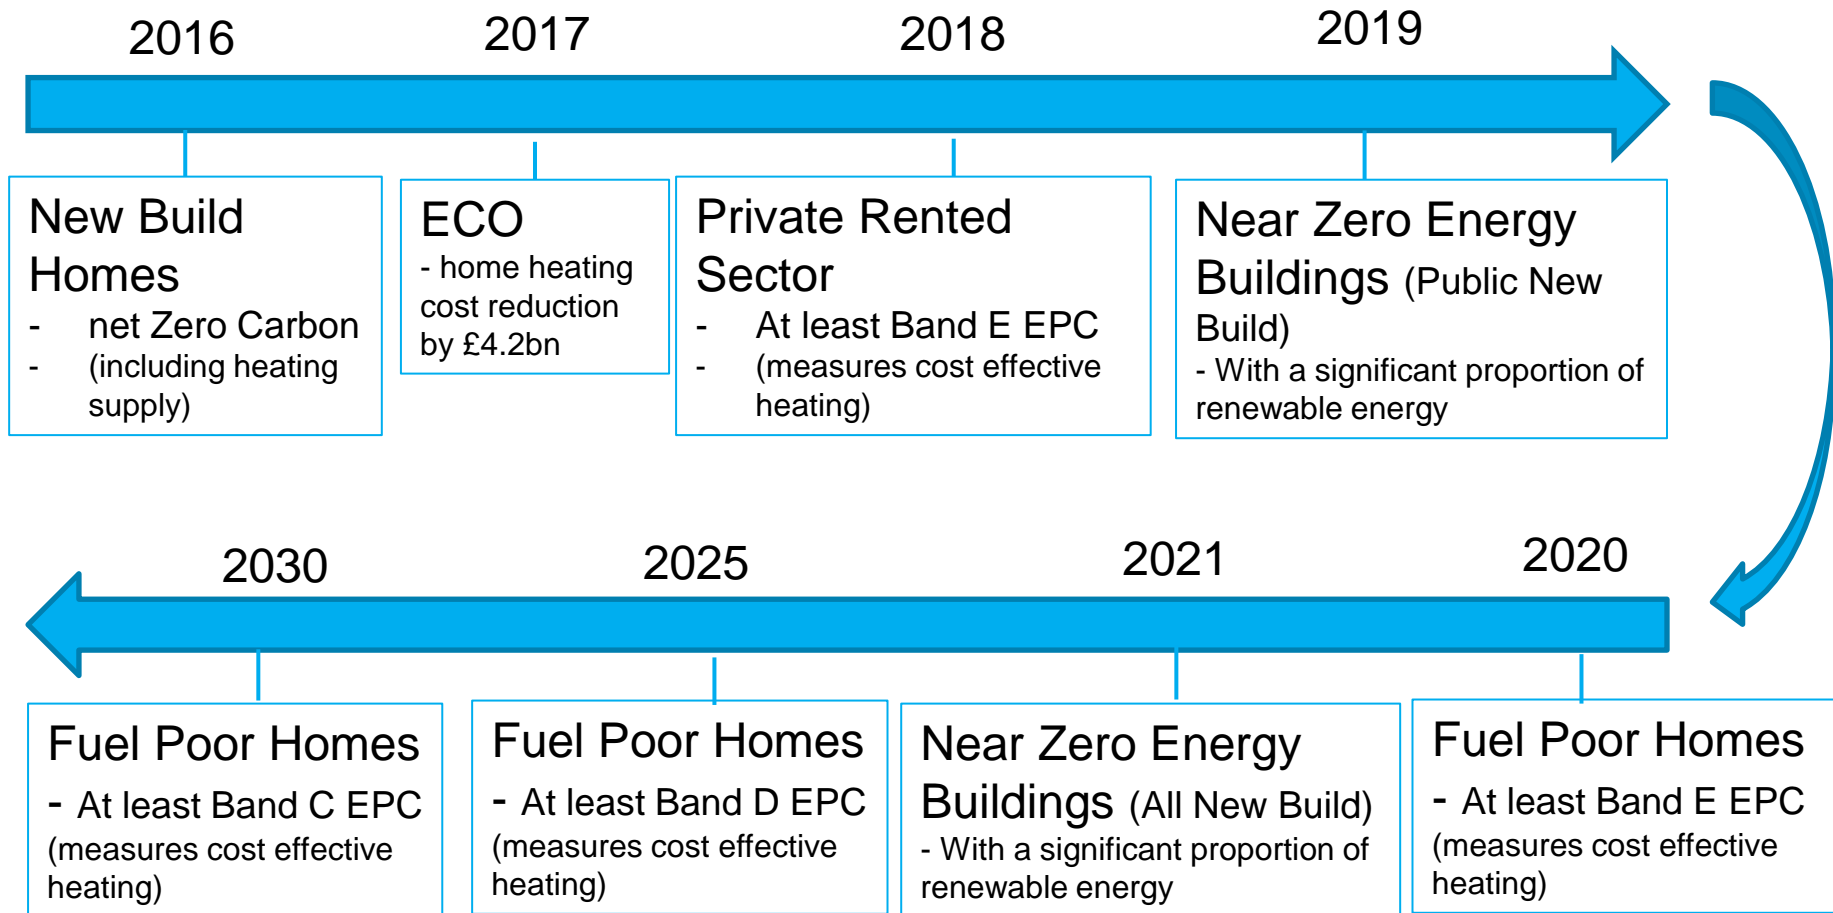 2016
2017
2018
2019
New Build
Homes
- net Zero Carbon
- (including heating
supply)
ECO
- home heating
cost reduction
by £4.2bn
Private Rented
Sector
- At least Band E EPC
- (measures cost effective
heating)
Near Zero Energy
Buildings (Public New
Build)
- With a significant proportion of
renewable energy
2030
2025
2021
2020
Fuel Poor Homes
- At least Band C EPC
(measures cost effective
heating)
Fuel Poor Homes
- At least Band D EPC
(measures cost effective
heating)
Near Zero Energy
Buildings (All New Build)
- With a significant proportion of
renewable energy
Fuel Poor Homes
- At least Band E EPC
(measures cost effective
heating)